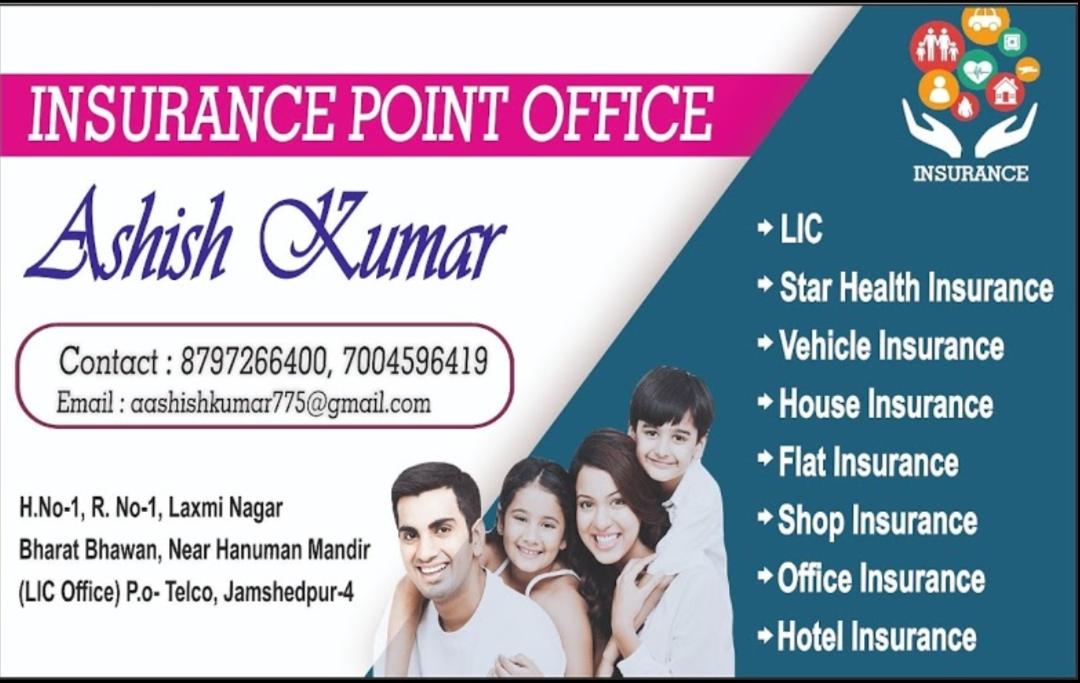 INSURANCE POINT OFFICE
Ashish Kumar
Contact : 8797266400, 7004596419
Email : aashishkumar775@gmail.com
H.No-1, R. No-1, Laxmi Nagar
Bharat Bhawan, Near Hanuman Mandir
(LIC Office) P.o- Telco, Jamshedpur-4
INSURANCE
LIC
Star Health Insurance
Vehicle Insurance
House Insurance
Flat Insurance
Shop Insurance
Office Insurance
Hotel Insurance